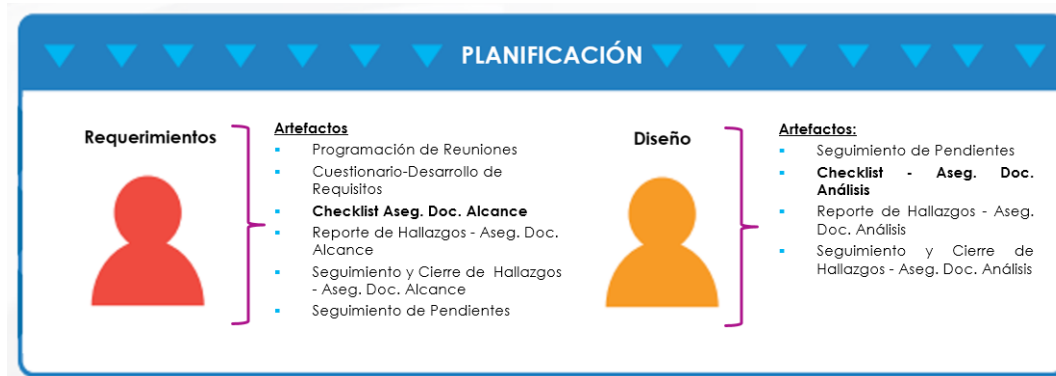 PLANIFICACIÓN
Requerimientos
Artefactos
Programación de Reuniones
Cuestionario-Desarrollo de
Requisitos
Checklist Aseg. Doc. Alcance
Reporte de Hallazgos - Aseg. Doc.
Alcance
Seguimiento y Cierre de Hallazgos
- Aseg. Doc. Alcance
Seguimiento de Pendientes
Diseño
Artefactos:
Seguimiento de Pendientes
Checklist - Aseg. Doc.
Análisis
Reporte de Hallazgos - Aseg.
Doc. Análisis
Seguimiento y Cierre de
Hallazgos - Aseg. Doc. Análisis